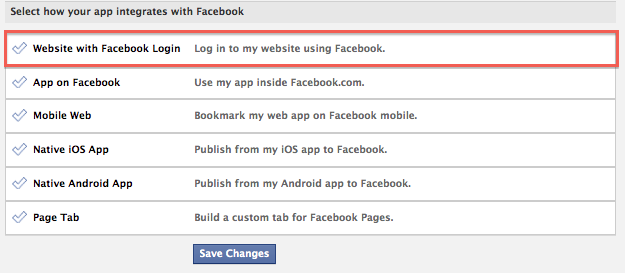 Select how your app integrates with Facebook
Website with Facebook Login Log in to my website using Facebook.
App on Facebook Use my app inside Facebook.com.
Mobile Web Bookmark my web app on Facebook mobile.
Native iOS App Publish from my iOS app to Facebook.
Native Android App Publish from my Android app to Facebook.
Page Tab Build a custom tab for Facebook Pages.
Save Changes